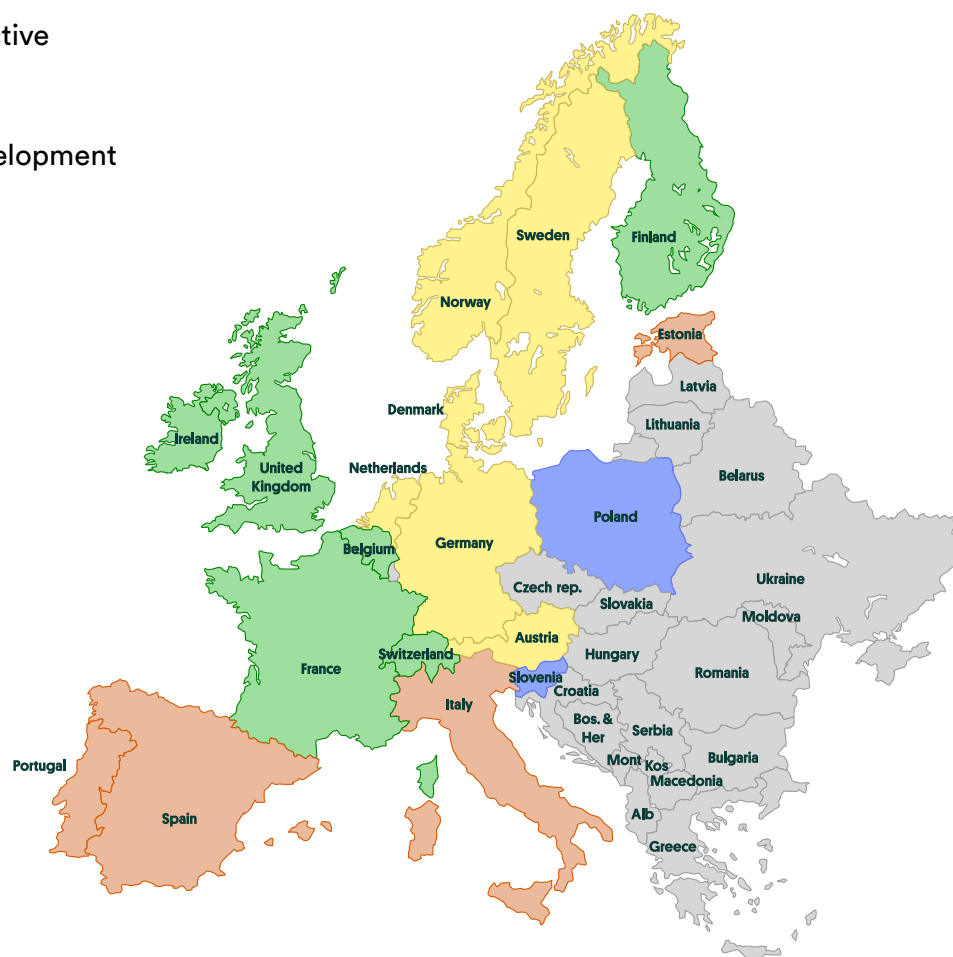 ctive
elopment
Sweden
Finland
Norway
Estonia
Latvia
Denmark
Lithuania
Ireland
Netherlands
United
Kingdom
Belarus
Poland
Germany
Belgium
Ukraine
Czech rep.
Slovakia
Moldova
Austria
Switzerland
Hungary
France
Romania
Slovenia
Croatia
Italy
Bos. &
Her
Serbia
Bulgaria
Mont
Kos
Portugal
Macedonia
Alb
Spain
Greece